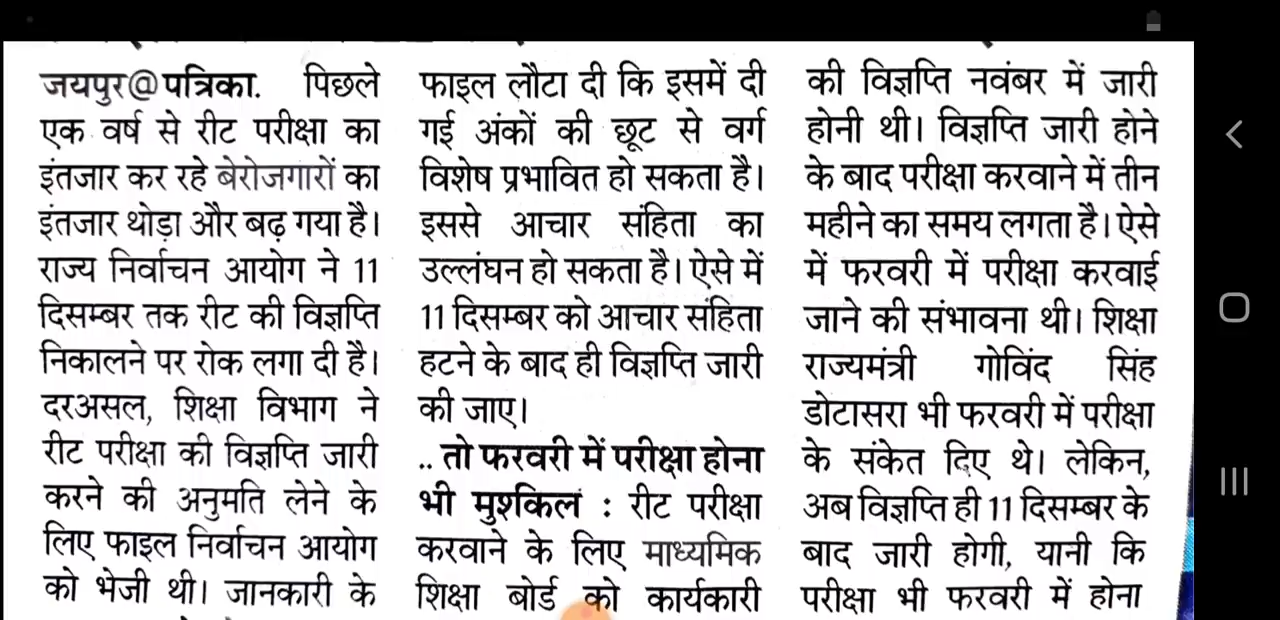 जयपुर@पत्रिका. पिछले
एक वर्ष से रीट परीक्षा का
इंतजार कर रहे बेरोजगारों का
इंतजार थोड़ा और बढ़ गया है।
राज्य निर्वाचन आयोग ने 11
दिसम्बर तक रीट की विज्ञप्ति
निकालने पर रोक लगा दी है।
दरअसल, शिक्षा विभाग ने
रीट परीक्षा की विज्ञप्ति जारी
करने की अनुमति लेने के
लिए फाइल निर्वाचन आयोग
को भेजी थी। जानकारी के
फाइल लौटा दी कि इसमें दी
गई अंकों की छूट से वर्ग
विशेष प्रभावित हो सकता है।
इससे आचार संहिता का
उल्लंघन हो सकता है। ऐसे में
11 दिसम्बर को आचार संहिता
हटने के बाद ही विज्ञप्ति जारी
की जाए।
.. तो फरवरी में परीक्षा होना
भी मुश्किल : रीट परीक्षा
करवाने के लिए माध्यमिक
शिक्षा बोर्ड को कार्यकारी
की विज्ञप्ति नवंबर में जारी
होनी थी। विज्ञप्ति जारी होने
के बाद परीक्षा करवाने में तीन
महीने का समय लगता है। ऐसे
में फरवरी में परीक्षा करवाई
जाने की संभावना थी। शिक्षा
राज्यमंत्री गोविंद सिंह
डोटासरा भी फरवरी में परीक्षा
के संकेत दिए थे। लेकिन,
अब विज्ञप्ति ही 11 दिसम्बर के
बाद जारी होगी, यानी कि
परीक्षा भी फरवरी में होना